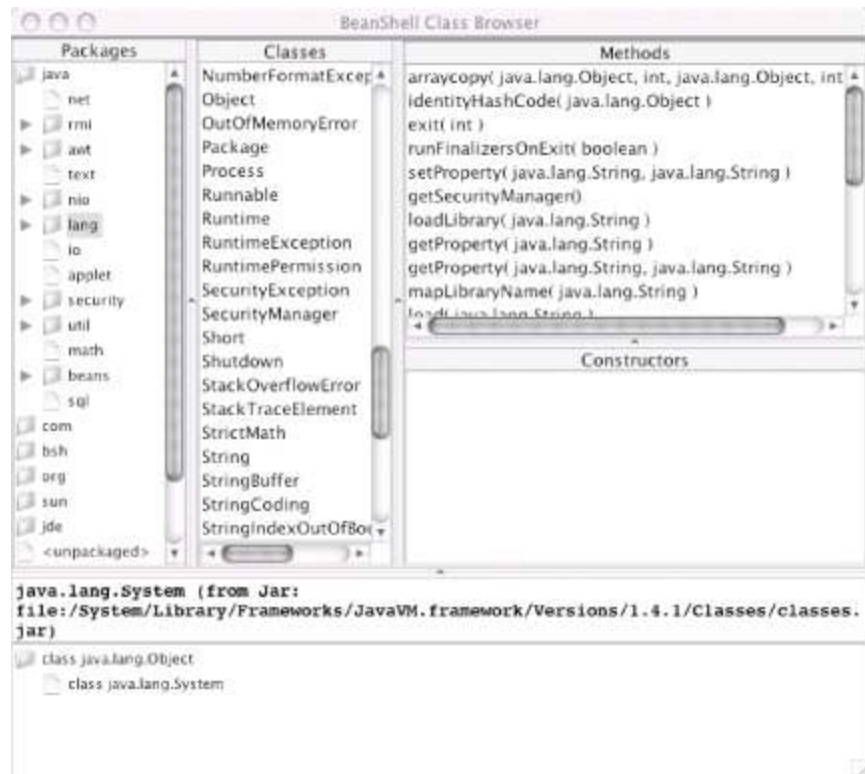 BeanShell Class Browser
Packages
java
net
rmi
awt
text
nio
lang
io
applet
security
util
math
beans
sql
com
bsh
org
sun
jde
<unpackaged>
Classes
NumberFormatExcep
Object
OutOfMemoryError
Package
Process
Runnable
Runtime
RuntimeException
RuntimePermission
SecurityException
SecurityManager
Short
Shutdown
StackOverflowError
StackTraceElement
StrictMath
String
StringBuffer
StringCoding
StringIndexOutOfBou
Methods
arraycopy( java.lang.Object, int, java.lang.Object, int
identityHashCode( java.lang.Object )
exit( int )
runFinalizersOnExit( boolean )
setProperty( java.lang.String, java.lang.String )
getSecurityManager()
loadLibrary( java.lang.String )
getProperty( java.lang.String )
getProperty( java.lang.String, java.lang.String )
mapLibraryName( java.lang.String )
load( java.lang.String )
Constructors
java.lang.System (from Jar:
file:/System/Library/Frameworks/JavaVM.framework/Versions/1.4.1/Classes/classes.
jar)
class java.lang.Object
class java.lang.System